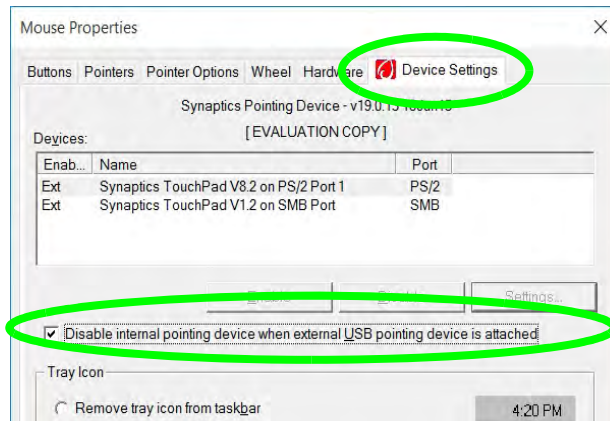 Mouse Properties
Buttons Pointers Pointer Options Wheel Hardware Device Settings
Synaptics Pointing Device -
[EVALUATION COPY]
Devices:
Enab... Name Port
Ext Synaptics TouchPad V8.2 on PS/2 Port 1 PS/2
Ext Synaptics TouchPad V1.2 on SMB Port SMB
Settings...
Disable internal pointing device when external USB pointing device is attached
Tray Icon
Remove tray icon from taskbar
4:20 PM